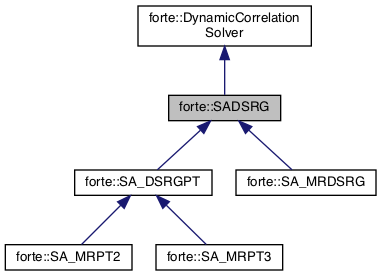 forte::DynamicCorrelation
Solver
forte::SADSRG
forte::SA_DSRGPT
forte::SA_MRDSRG
forte::SA_MRPT2
forte::SA_MRPT3